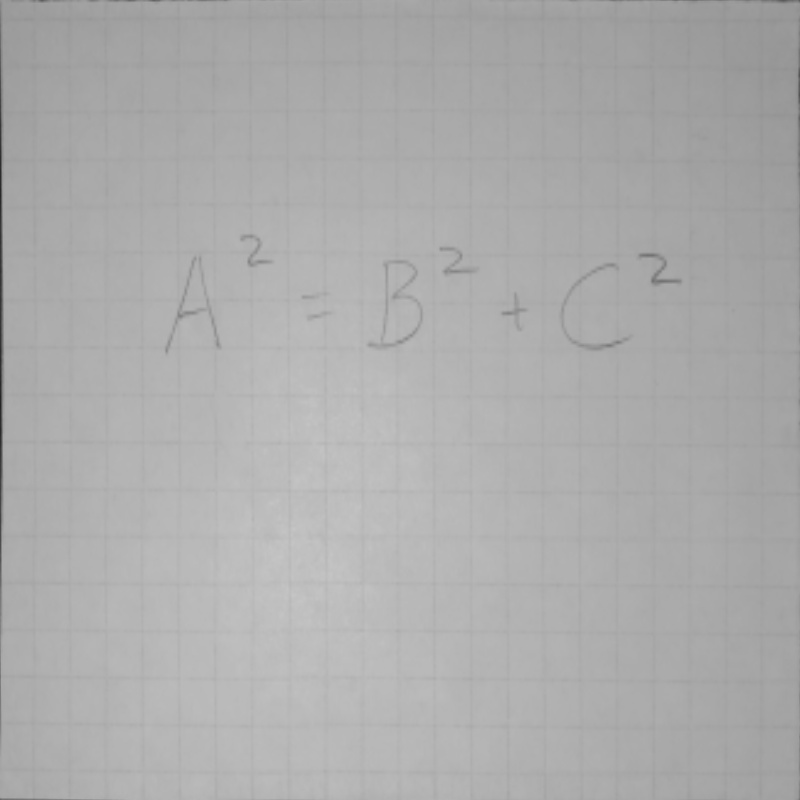 A² = B² + C²